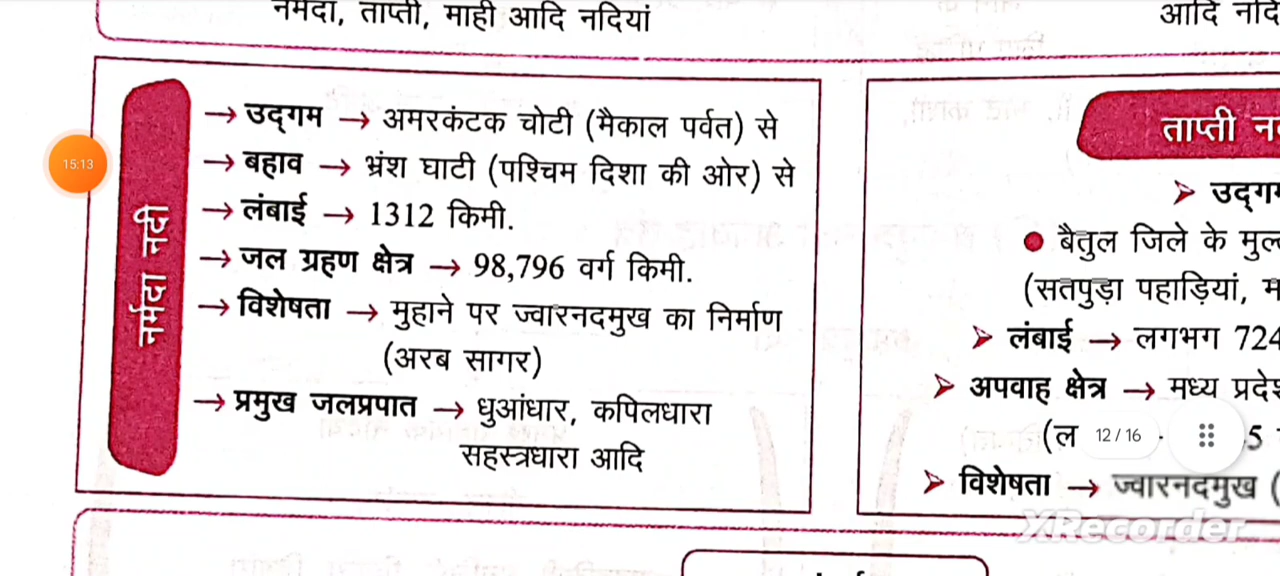 नर्मदा, ताप्ती, माही आदि नदियां
आदि
15:13
नर्मदा नदी
→ उद्गम → अमरकंटक चोटी (मैकाल पर्वत) से
→ बहाव → भ्रंश घाटी (पश्चिम दिशा की ओर) से
→ लंबाई → 1312 किमी.
→ जल ग्रहण क्षेत्र → 98,796 वर्ग किमी.
→ विशेषता → मुहाने पर ज्वारनदमुख का निर्माण
(अरब सागर)
→ प्रमुख जलप्रपात → धुआंधार, कपिलधारा
सहस्त्रधारा आदि
ताप्ती
➢ उद्गम
● बैतुल जिले के
(सतपुड़ा पहाड़ियां,
➢ लंबाई → लगभग 724
➢ अपवाह क्षेत्र → मध्य
12 / 16
➢ विशेषता → ज्वारनदमुख (
XRecorder